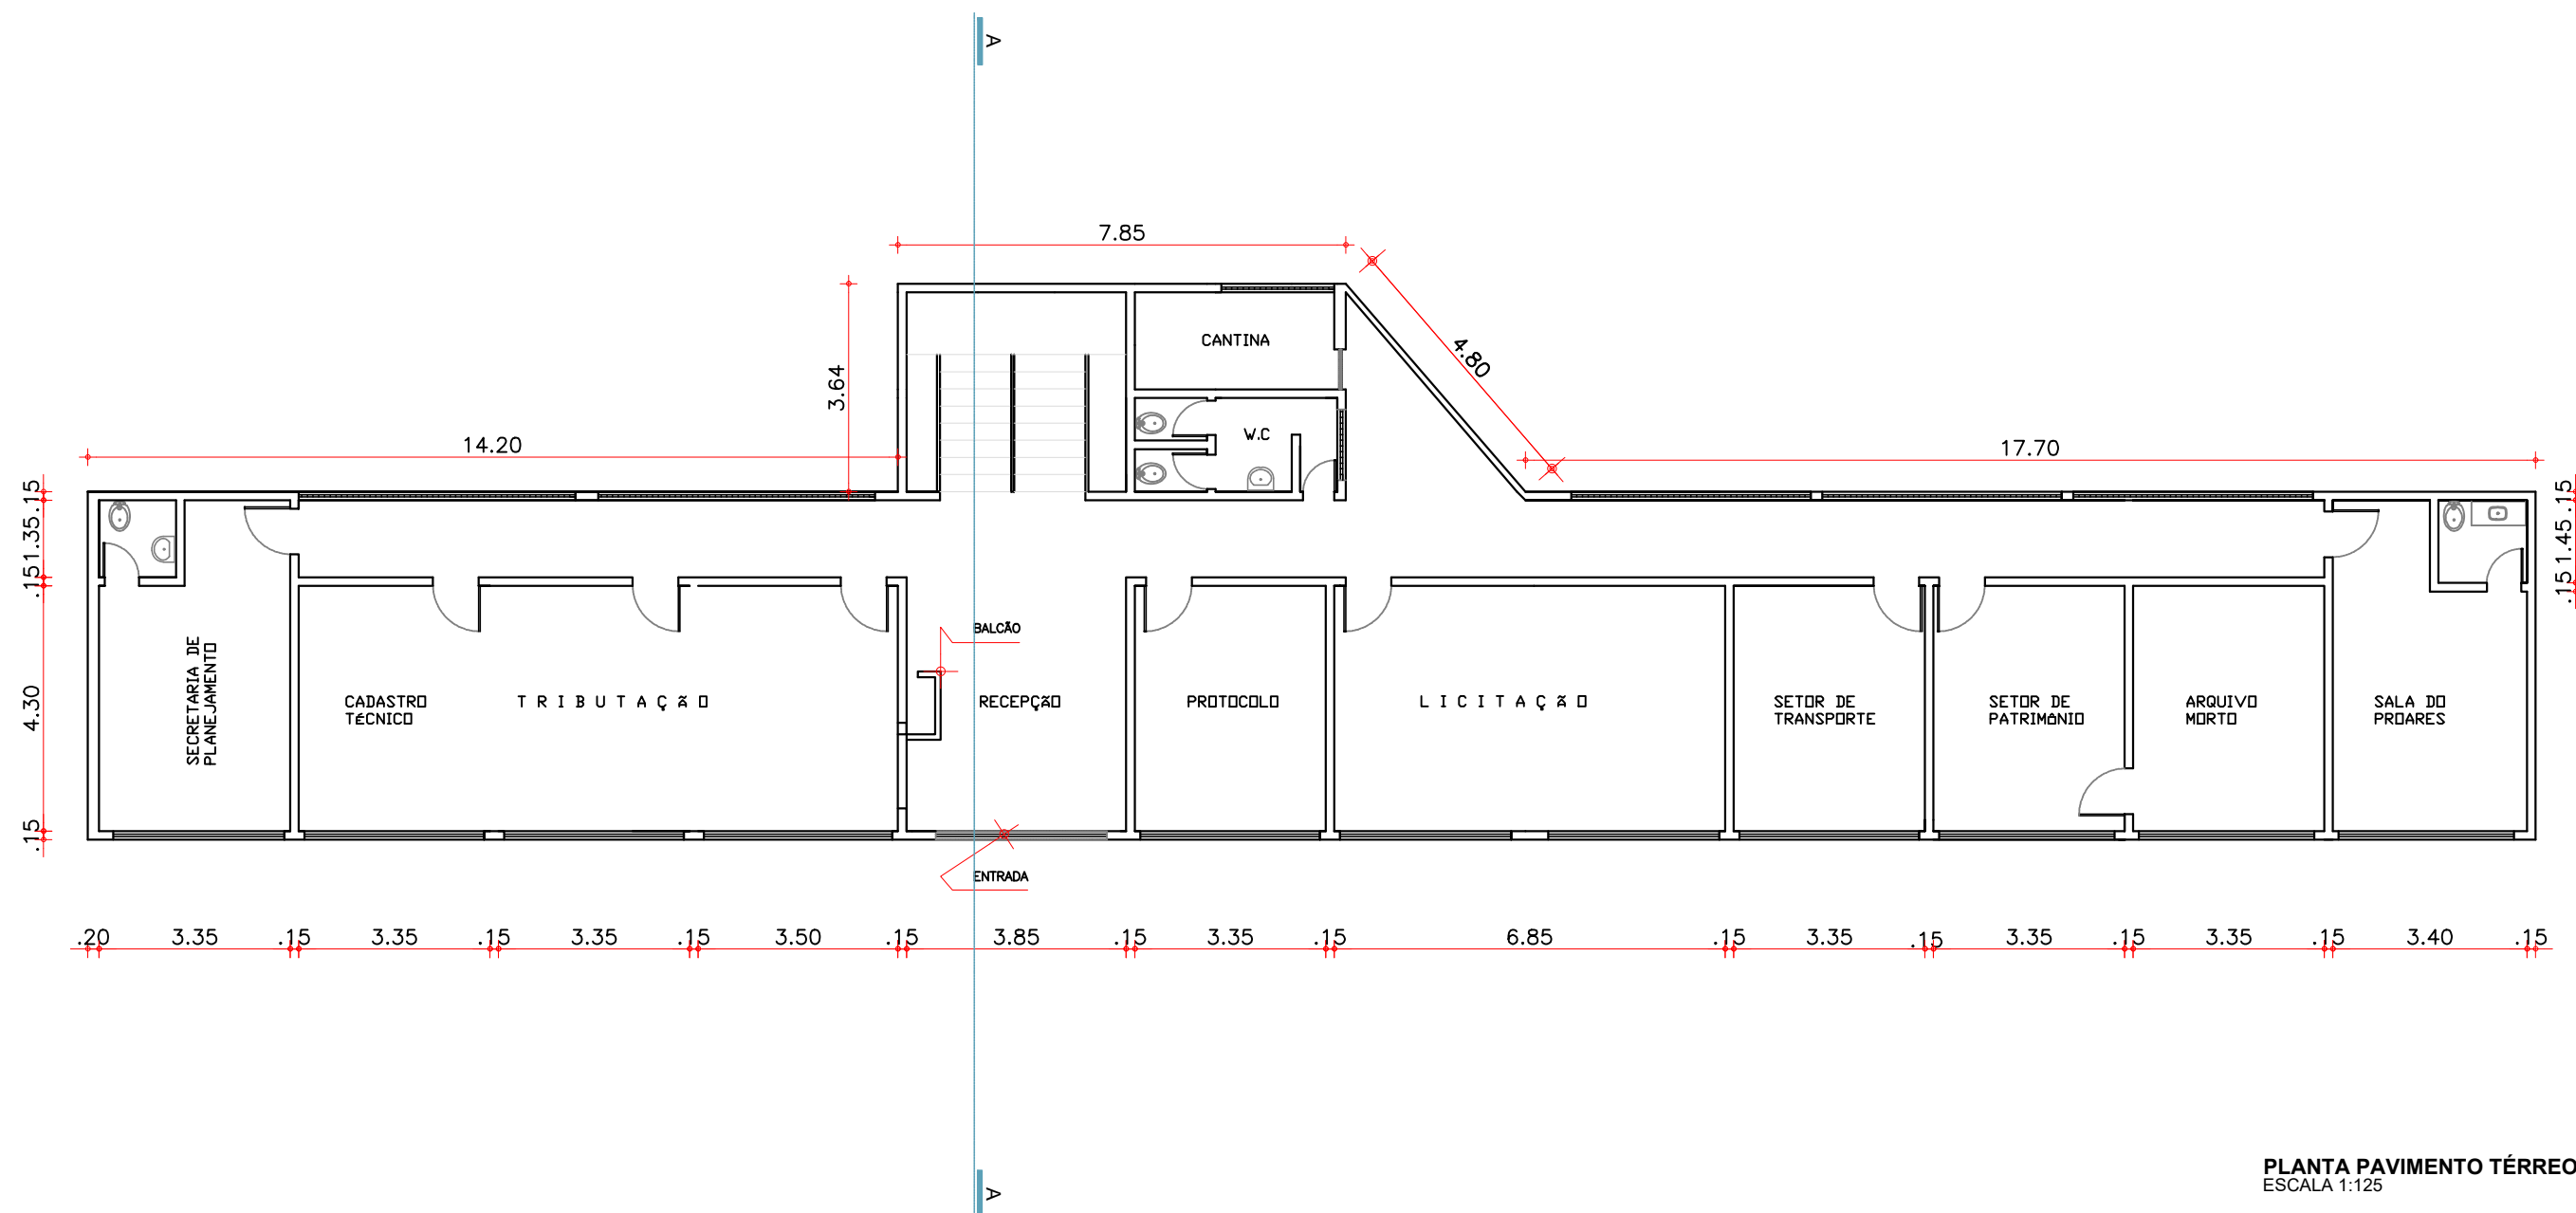 A
7.85
4.80
3.64
CANTINA
W.C
14.20
17.70
.15
1.35
.15
4.30
.15
.15
1.45
.15
BALCÃO
SECRETARIA DE
PLANEJAMENTO
CADASTRO
TÉCNICO
TRIBUTAÇÃO
RECEPÇÃO
PROTOCOLO
LICITAÇÃO
SETOR DE
TRANSPORTE
SETOR DE
PATRIMÔNIO
ARQUIVO
MORTO
SALA DO
PROARES
ENTRADA
.20 3.35 .15 3.35 .15 3.35 .15 3.50 .15 3.85 .15 3.35 .15 6.85 .15 3.35 .15 3.35 .15 3.35 .15 3.40 .15
PLANTA PAVIMENTO TÉRREO
ESCALA 1:125
A